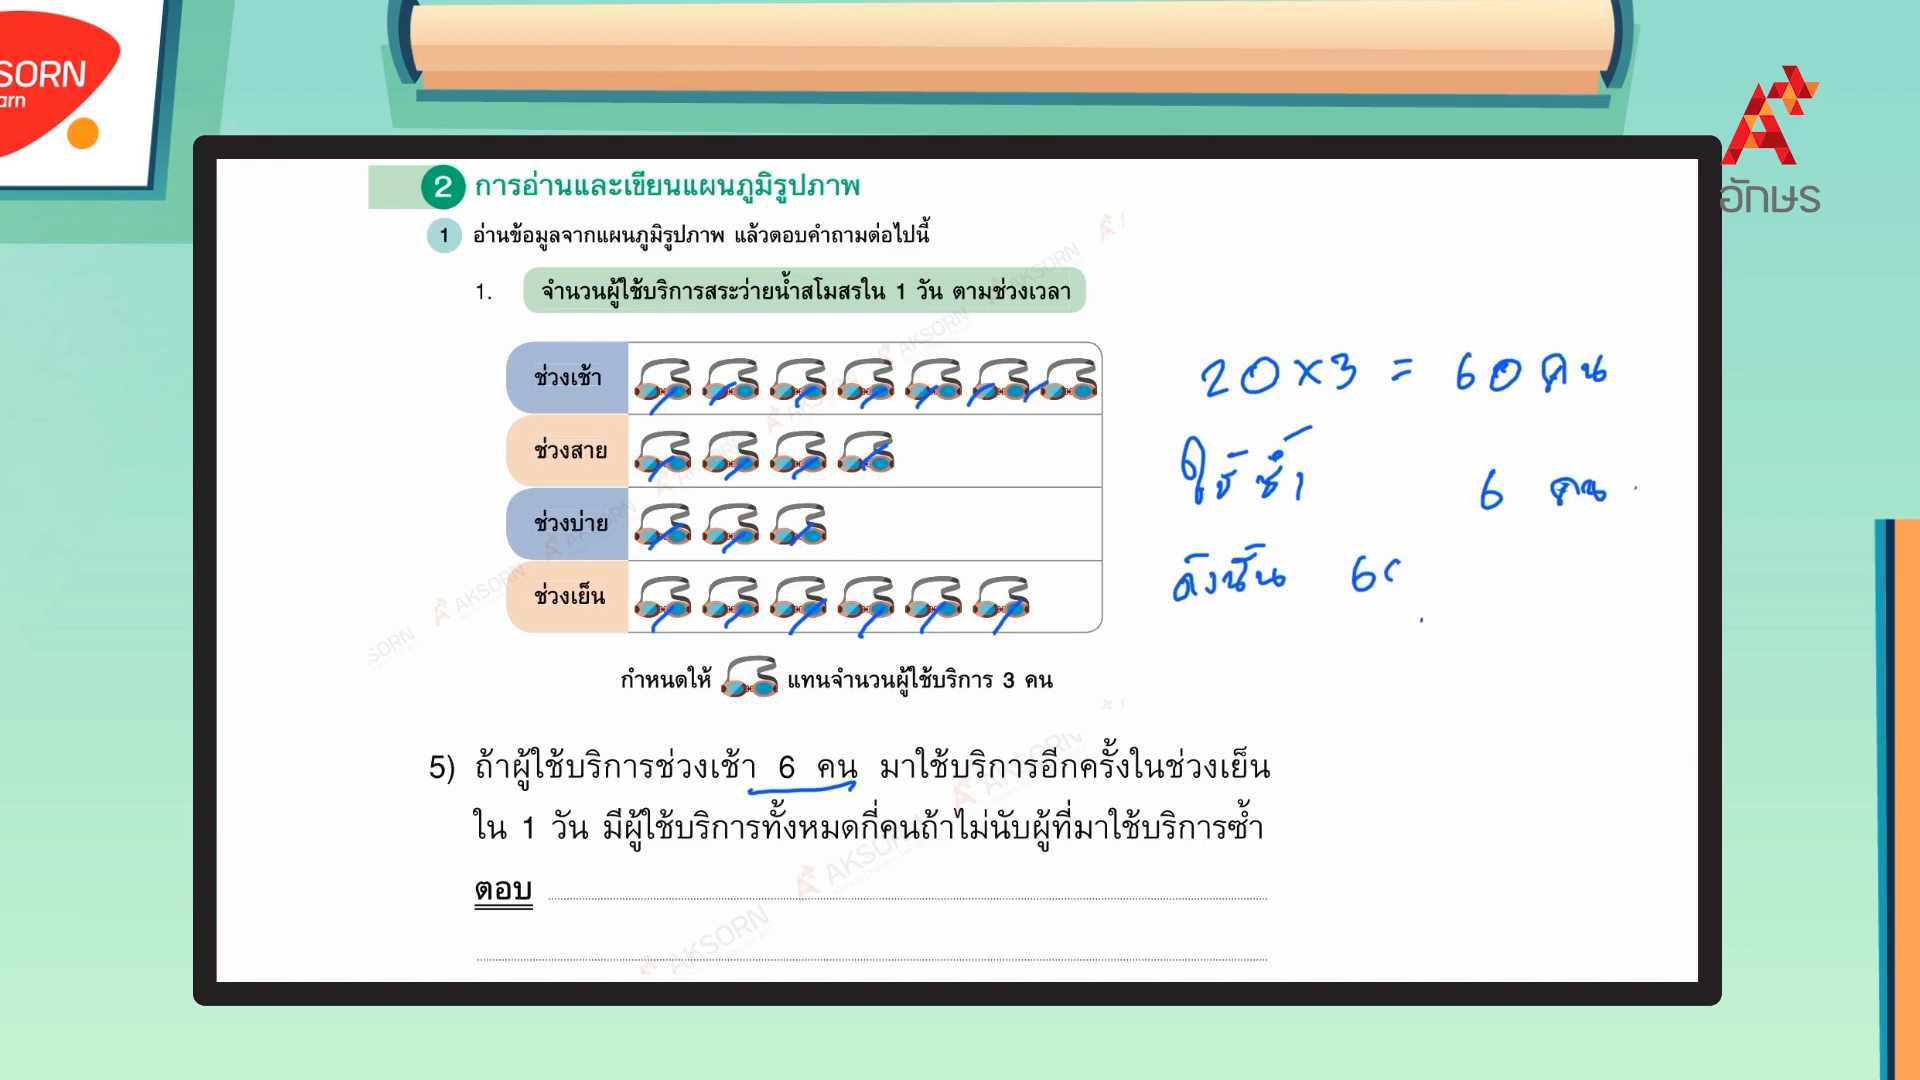 SORN
arn
อักษร
2 การอ่านและเขียนแผนภูมิรูปภาพ
1 อ่านข้อมูลจากแผนภูมิรูปภาพ แล้วตอบคำถามต่อไปนี้
1. จำนวนผู้ใช้บริการสระว่ายน้ำสโมสรใน 1 วัน ตามช่วงเวลา
ช่วงเช้า
ช่วงสาย
ช่วงบ่าย
ช่วงเย็น
กำหนดให้ แทนจำนวนผู้ใช้บริการ 3 คน
20 × 3 = 60 คน
ใช้ซ้ำ 6 คน
ดังนั้น 6
5) ถ้าผู้ใช้บริการช่วงเช้า 6 คน มาใช้บริการอีกครั้งในช่วงเย็น
ใน 1 วัน มีผู้ใช้บริการทั้งหมดกี่คนถ้าไม่นับผู้ที่มาใช้บริการซ้ำ
ตอบ